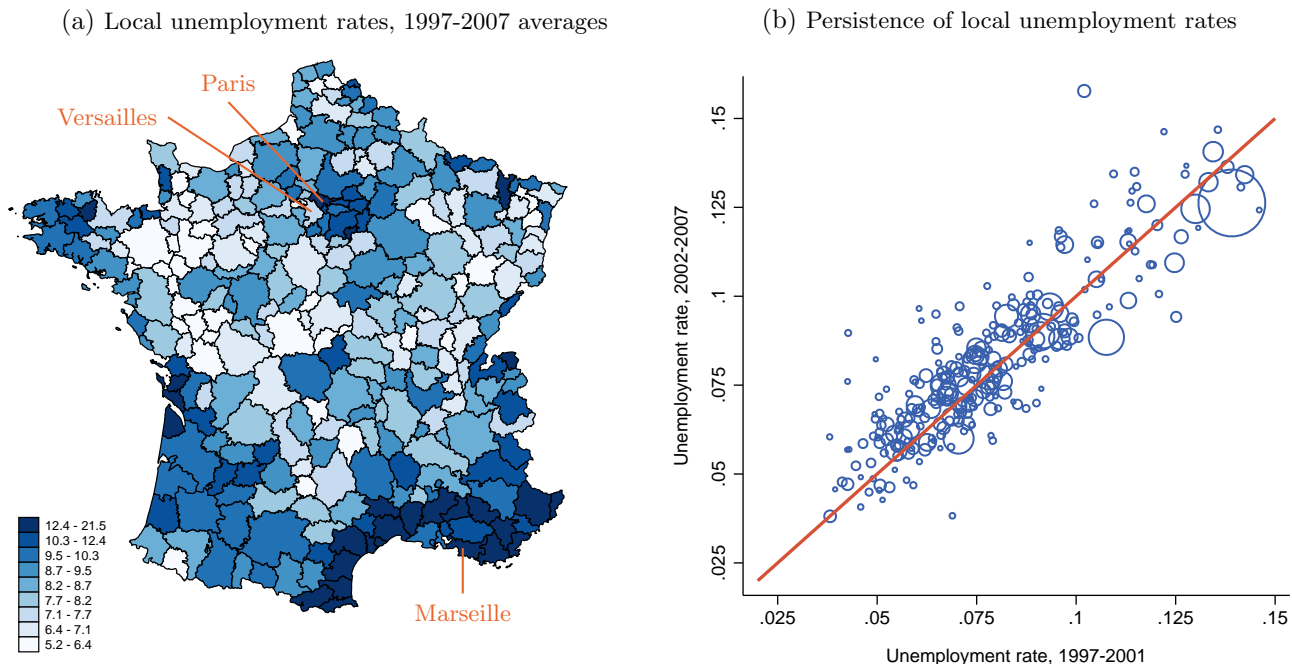 (a) Local unemployment rates, 1997-2007 averages
Paris
Versailles
Marseille
12.4 - 21.5
10.3 - 12.4
9.5 - 10.3
8.7 - 9.5
8.2 - 8.7
7.7 - 8.2
7.1 - 7.7
6.4 - 7.1
5.2 - 6.4
(b) Persistence of local unemployment rates
Unemployment rate, 2002-2007
.15
.125
.1
.075
.05
.025
.025
.05
.075
.1
.125
.15
Unemployment rate, 1997-2001